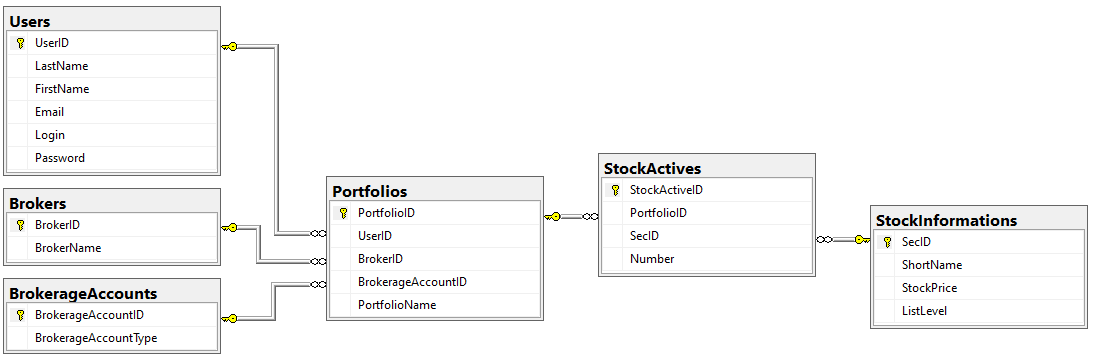 Users
UserID
LastName
FirstName
Email
Login
Password
Brokers
BrokerID
BrokerName
BrokerageAccounts
BrokerageAccountID
BrokerageAccountType
Portfolios
PortfolioID
UserID
BrokerID
BrokerageAccountID
PortfolioName
StockActives
StockActiveID
PortfolioID
SecID
Number
StockInformations
SecID
ShortName
StockPrice
ListLevel